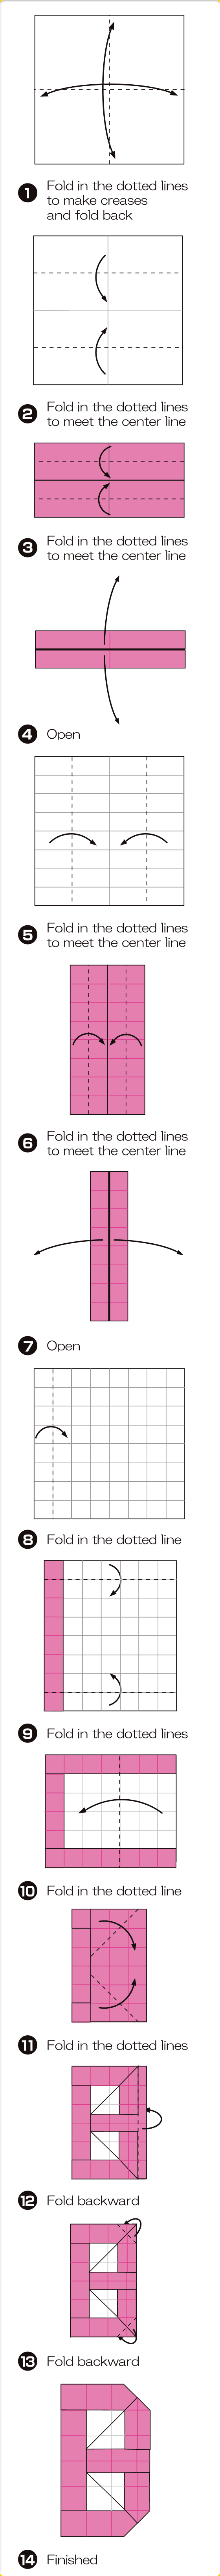 1 Fold in the dotted lines
to make creases
and fold back
2 Fold in the dotted lines
to meet the center line
3 Fold in the dotted lines
to meet the center line
4 Open
5 Fold in the dotted lines
to meet the center line
6 Fold in the dotted lines
to meet the center line
7 Open
8 Fold in the dotted line
9 Fold in the dotted lines
10 Fold in the dotted line
11 Fold in the dotted lines
12 Fold backward
13 Fold backward
14 Finished